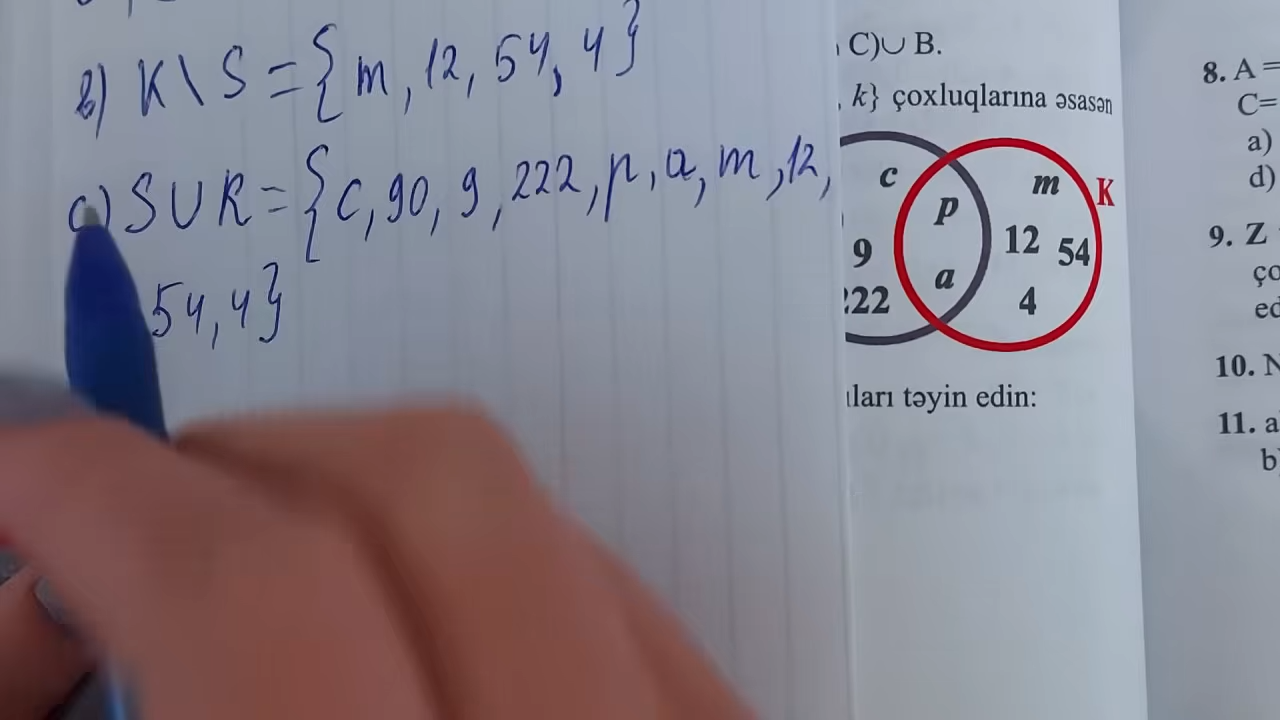 b) K \ S = { m, 12, 54, 4 }
c) S U K = { c, 90, 9, 222, p, a, m, 12,
54, 4 }
C)∪ B.
, k} çoxluqlarına əsasən
c
p
m
K
9
12
54
a
222
4
ları təyin edin:
8. A =
C=
a)
d)
9. Z
ço
ed
10. N
11. a
b)